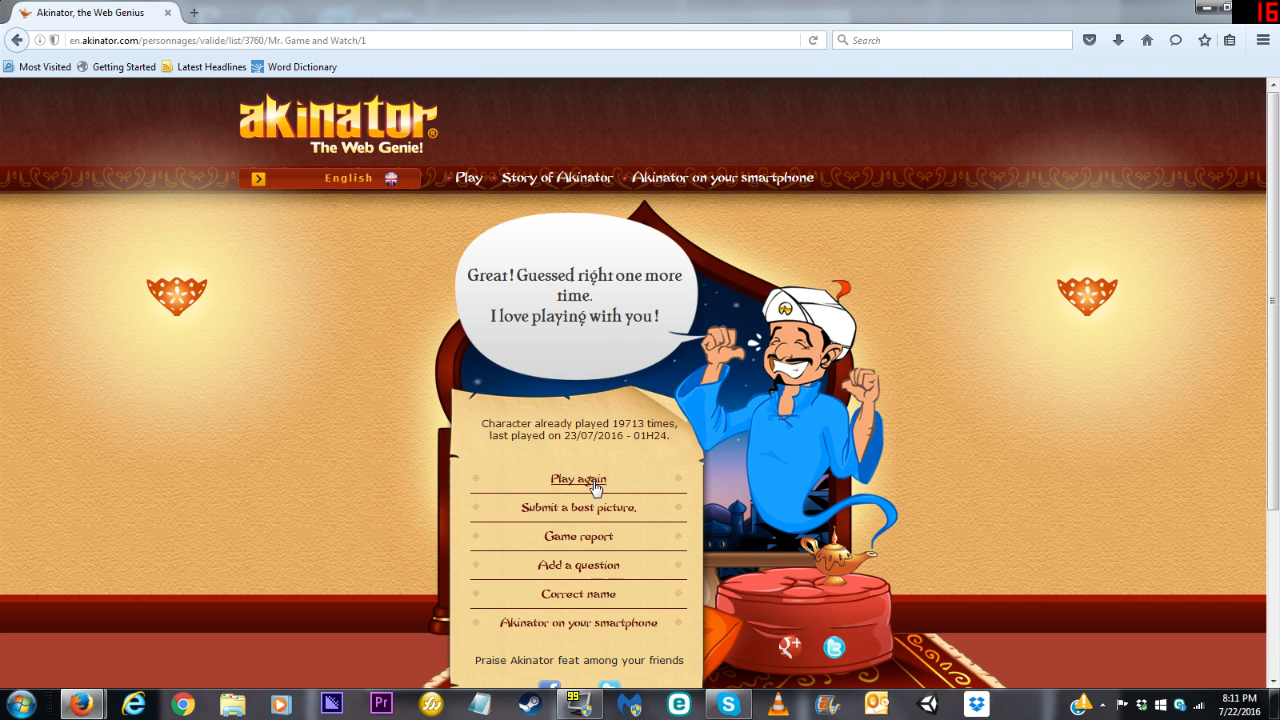 Akinator, the Web Genius
16
en.akinator.com/personnages/valide/list/3760/Mr. Game and Watch/1
Search
Most Visited
Getting Started
Latest Headlines
Word Dictionary
akinator®
The Web Genie!
English
Play
Story of Akinator
Akinator on your smartphone
Great! Guessed right one more
time.
I love playing with you!
Character already played 19713 times,
last played on 23/07/2016 - 01H24.
Play again
Submit a best picture.
Game report
Add a question
Correct name
Akinator on your smartphone
Praise Akinator feat among your friends
g+
Pr
99
8:11 PM
7/22/2016